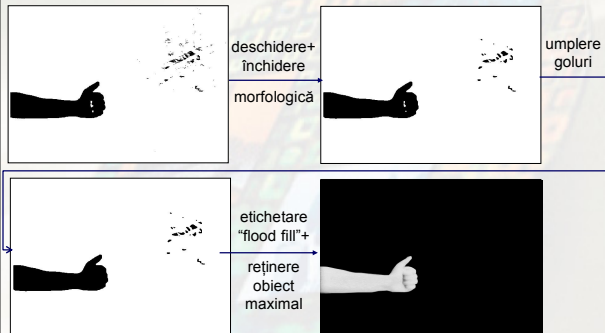 deschidere+
închidere
morfologică
umplere
goluri
etichetare
“flood fill”+
reținere
obiect
maximal